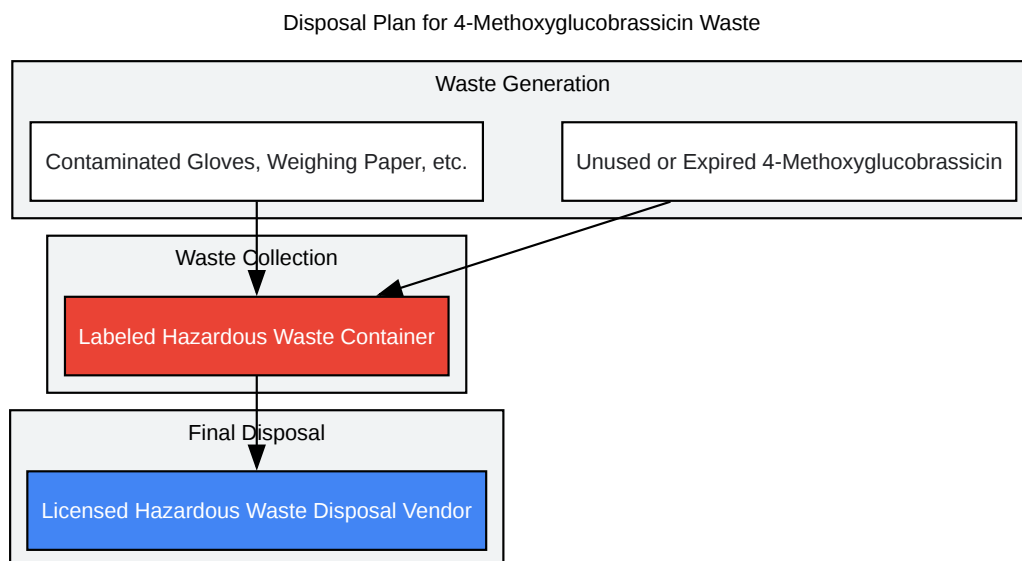 Disposal Plan for 4-Methoxyglucobrassicin Waste
Waste Generation
Contaminated Gloves, Weighing Paper, etc.
Unused or Expired 4-Methoxyglucobrassicin
Waste Collection
Labeled Hazardous Waste Container
Final Disposal
Licensed Hazardous Waste Disposal Vendor